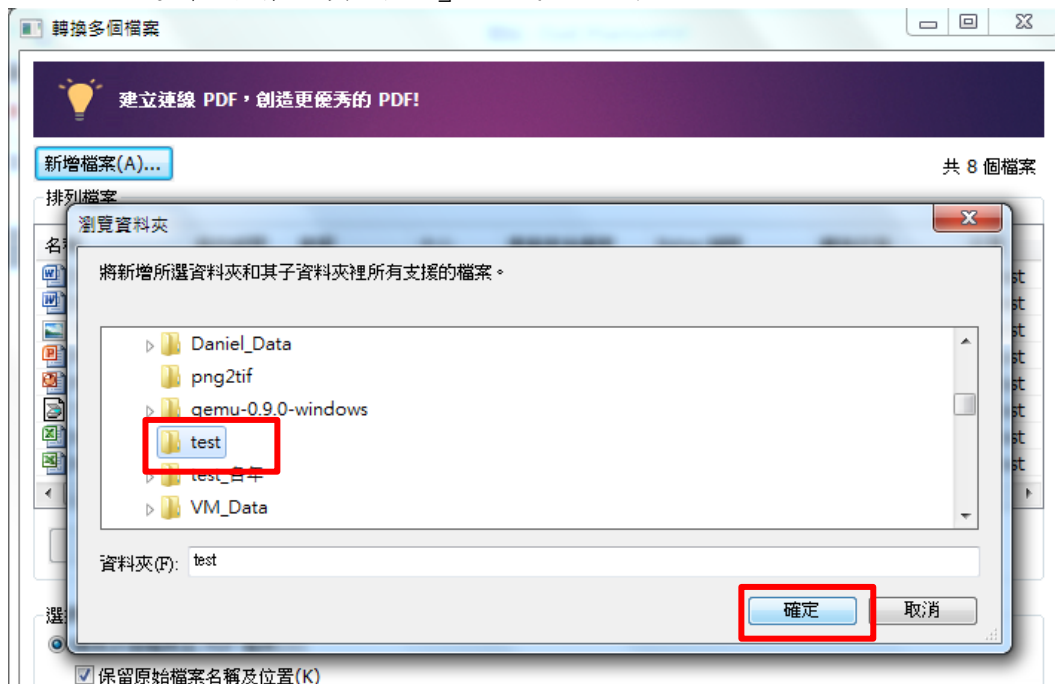 轉換多個檔案
建立連線 PDF，創造更優秀的 PDF!
新增檔案(A)...
共 8 個檔案
排列檔案
瀏覽資料夾
將新增所選資料夾和其子資料夾裡所有支援的檔案。
Daniel_Data
png2tif
qemu-0.9.0-windows
test
VM_Data
資料夾(F): test
確定 取消
保留原始檔案名稱及位置(K)